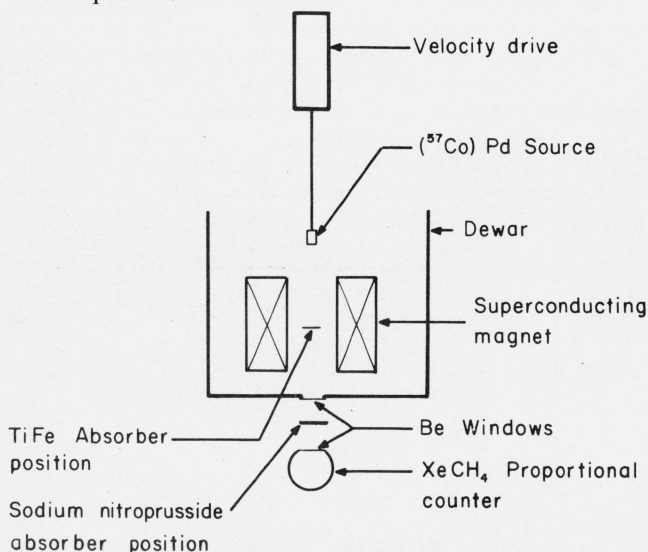 Velocity drive
(⁵⁷Co) Pd Source
Dewar
Superconducting
magnet
TiFe Absorber
position
Be Windows
XeCH₄ Proportional
counter
Sodium nitroprusside
absorber position